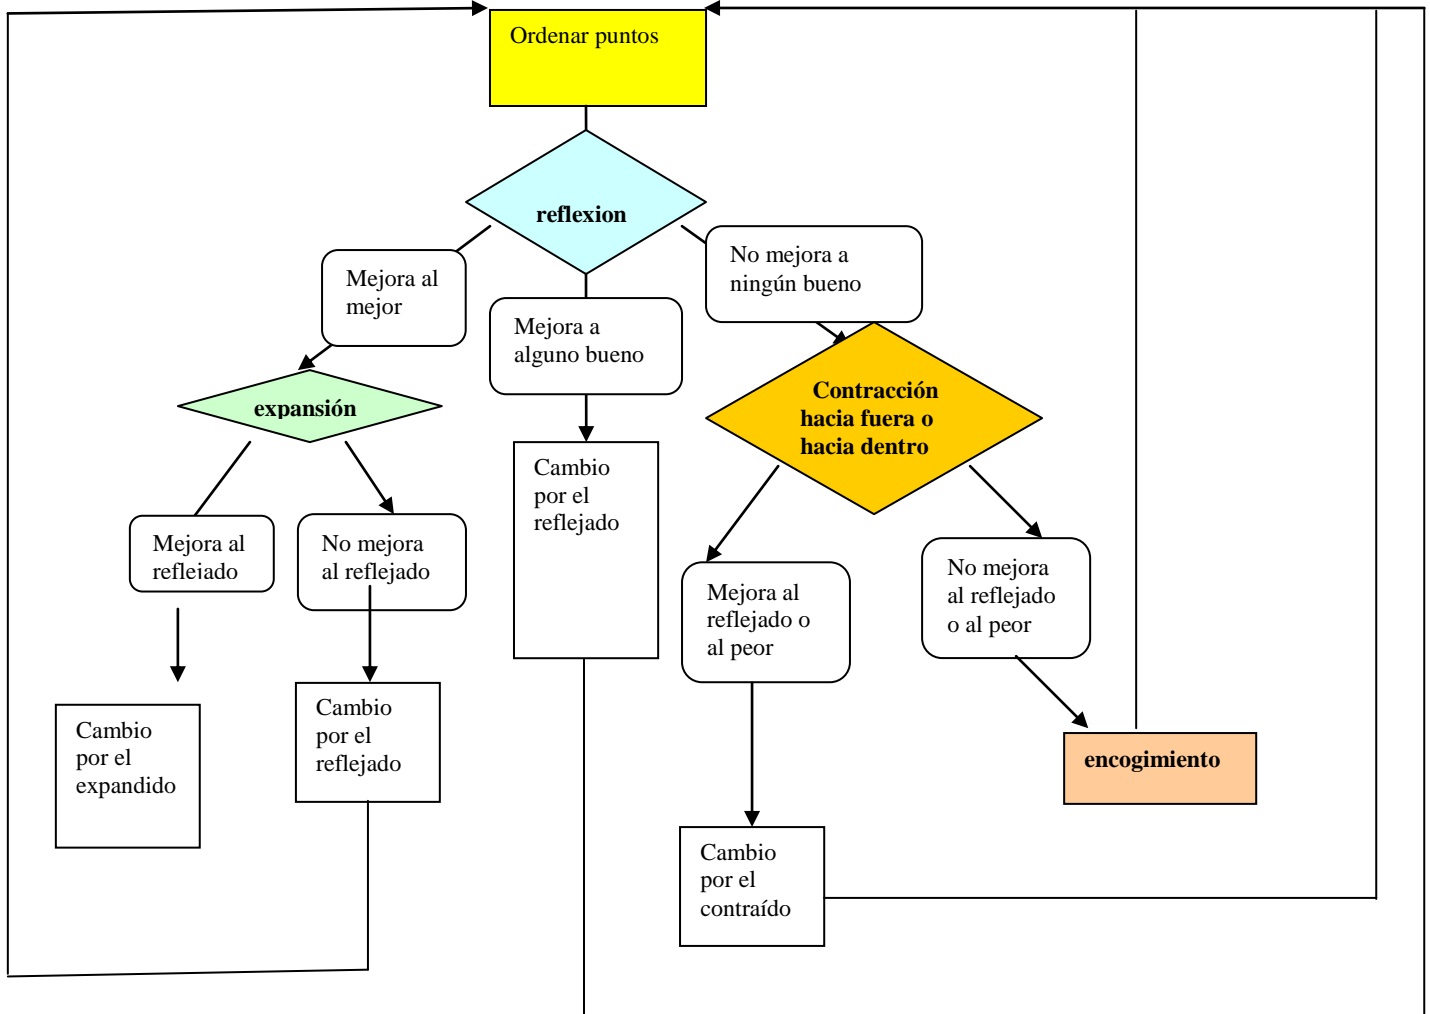 Ordenar puntos
reflexion
Mejora al
mejor
Mejora a
alguno bueno
No mejora a
ningún bueno
expansión
Contracción
hacia fuera o
hacia dentro
Mejora al
reflejado
No mejora
al reflejado
Cambio
por el
reflejado
Mejora al
reflejado o
al peor
No mejora
al reflejado
o al peor
Cambio
por el
expandido
Cambio
por el
reflejado
encogimiento
Cambio
por el
contraído